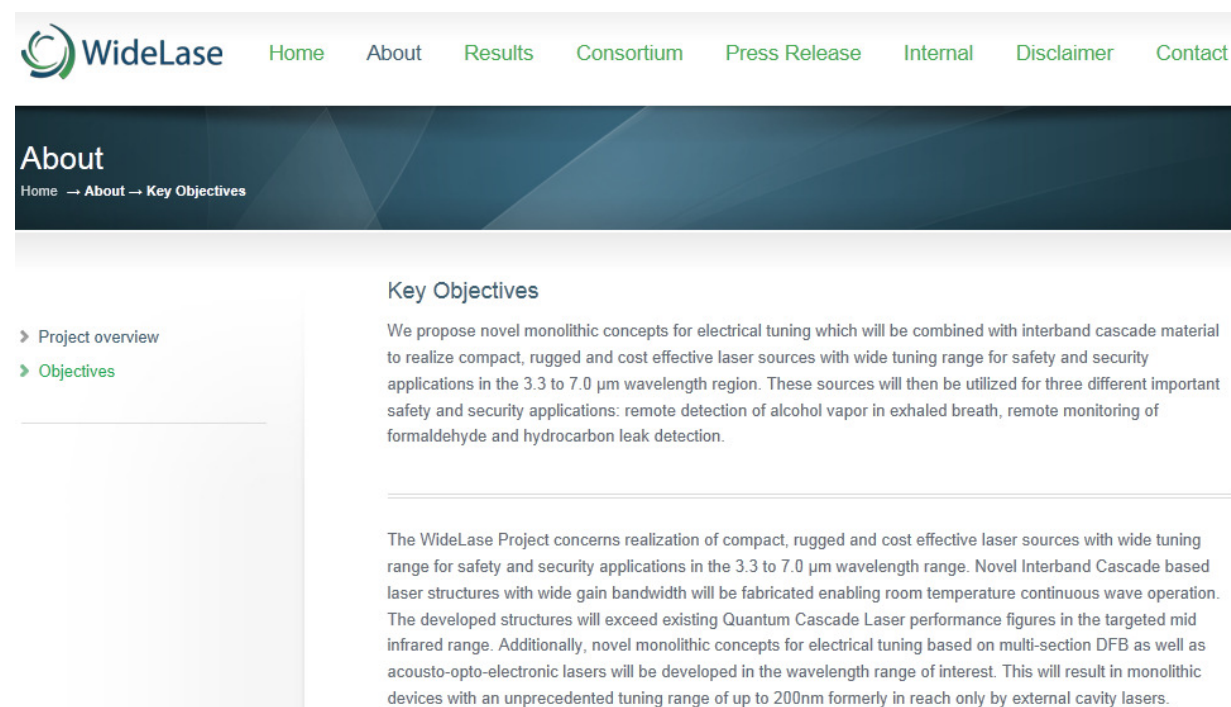 WideLase Home About Results Consortium Press Release Internal Disclaimer Contact
About
Home → About → Key Objectives
Project overview
Objectives
Key Objectives
We propose novel monolithic concepts for electrical tuning which will be combined with interband cascade material
to realize compact, rugged and cost effective laser sources with wide tuning range for safety and security
applications in the 3.3 to 7.0 µm wavelength region. These sources will then be utilized for three different important
safety and security applications: remote detection of alcohol vapor in exhaled breath, remote monitoring of
formaldehyde and hydrocarbon leak detection.
The WideLase Project concerns realization of compact, rugged and cost effective laser sources with wide tuning
range for safety and security applications in the 3.3 to 7.0 µm wavelength range. Novel Interband Cascade based
laser structures with wide gain bandwidth will be fabricated enabling room temperature continuous wave operation.
The developed structures will exceed existing Quantum Cascade Laser performance figures in the targeted mid
infrared range. Additionally, novel monolithic concepts for electrical tuning based on multi-section DFB as well as
acousto-opto-electronic lasers will be developed in the wavelength range of interest. This will result in monolithic
devices with an unprecedented tuning range of up to 200nm formerly in reach only by external cavity lasers.